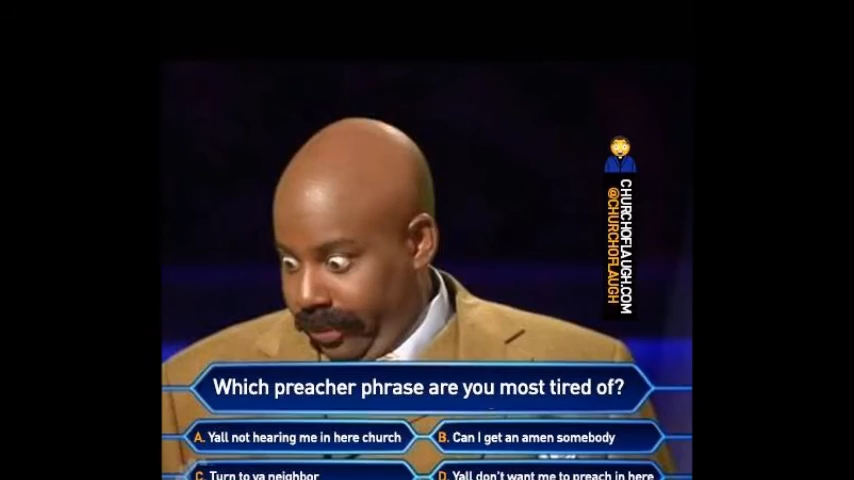 CHURCHOFLAUGH.COM
@CHURCHOFLAUGH
Which preacher phrase are you most tired of?
A. Yall not hearing me in here church
B. Can I get an amen somebody
C. Turn to ya neighbor
D. Yall don't want me to preach in here